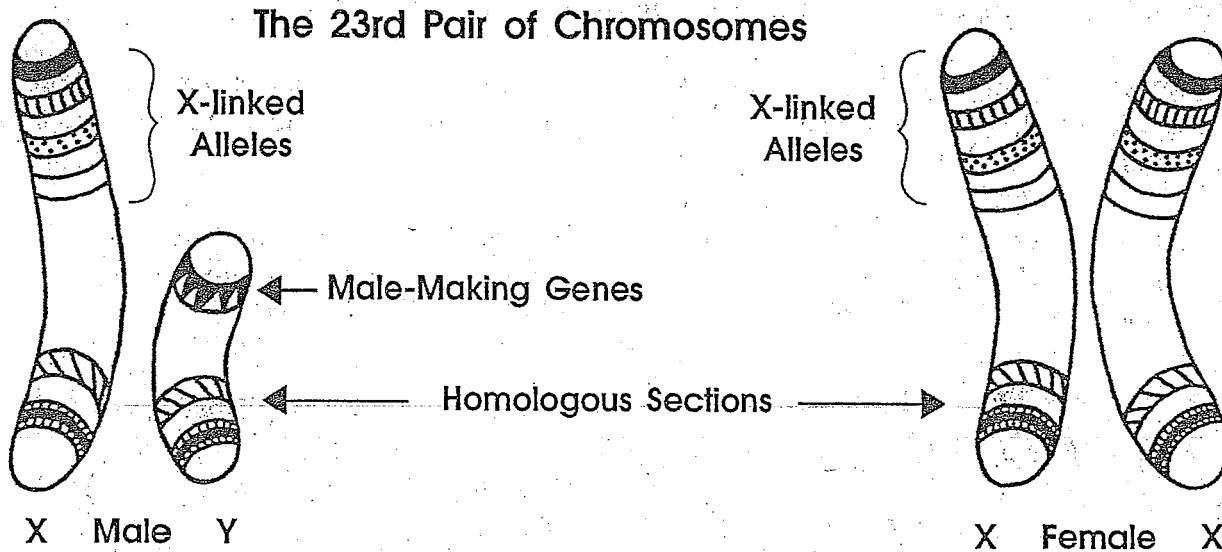 The 23rd Pair of Chromosomes
X-linked
Alleles
X-linked
Alleles
Male-Making Genes
Homologous Sections
X Male Y
X Female X